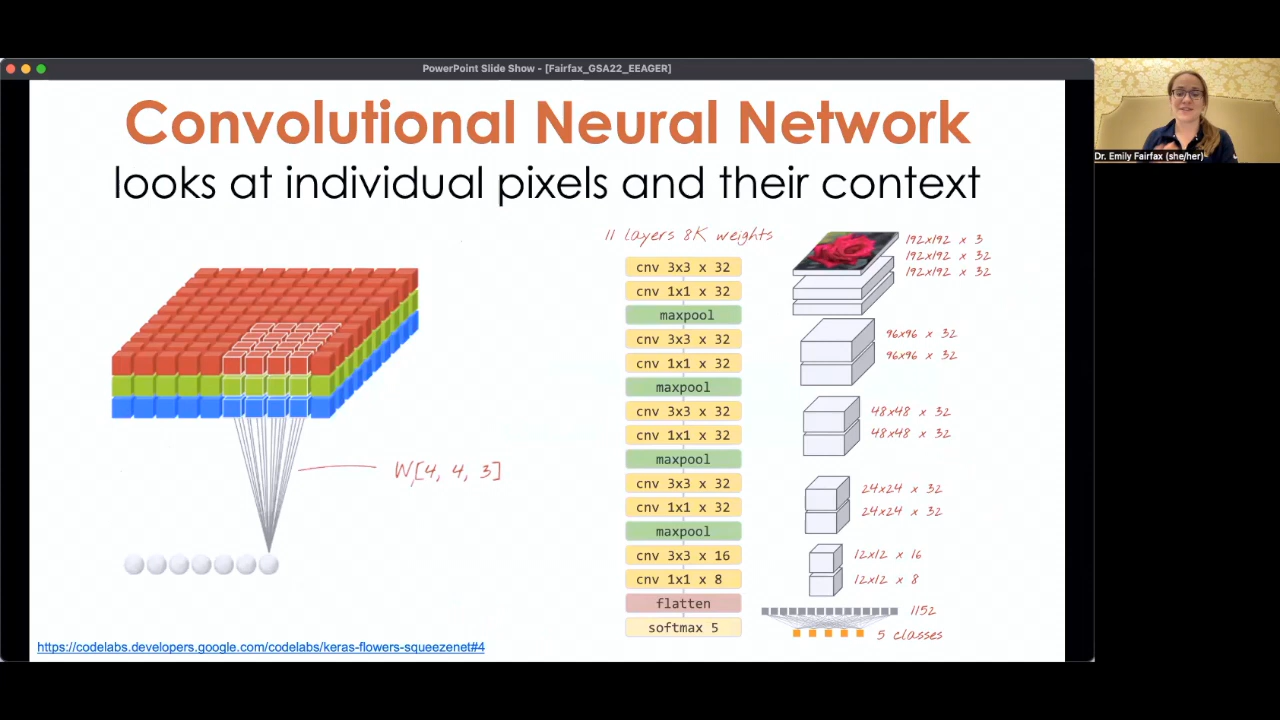 PowerPoint Slide Show - [Fairfax_GSA22_EEAGER]
Convolutional Neural Network
looks at individual pixels and their context
Dr. Emily Fairfax (she/her)
W[4, 4, 3]
11 layers 8K weights
cnv 3x3 x 32
cnv 1x1 x 32
maxpool
cnv 3x3 x 32
cnv 1x1 x 32
maxpool
cnv 3x3 x 32
cnv 1x1 x 32
maxpool
cnv 3x3 x 32
cnv 1x1 x 32
maxpool
cnv 3x3 x 16
cnv 1x1 x 8
flatten
softmax 5
192x192 x 3
192x192 x 32
192x192 x 32
96x96 x 32
96x96 x 32
48x48 x 32
48x48 x 32
24x24 x 32
24x24 x 32
12x12 x 16
12x12 x 8
1152
5 classes
https://codelabs.developers.google.com/codelabs/keras-flowers-squeezenet#4